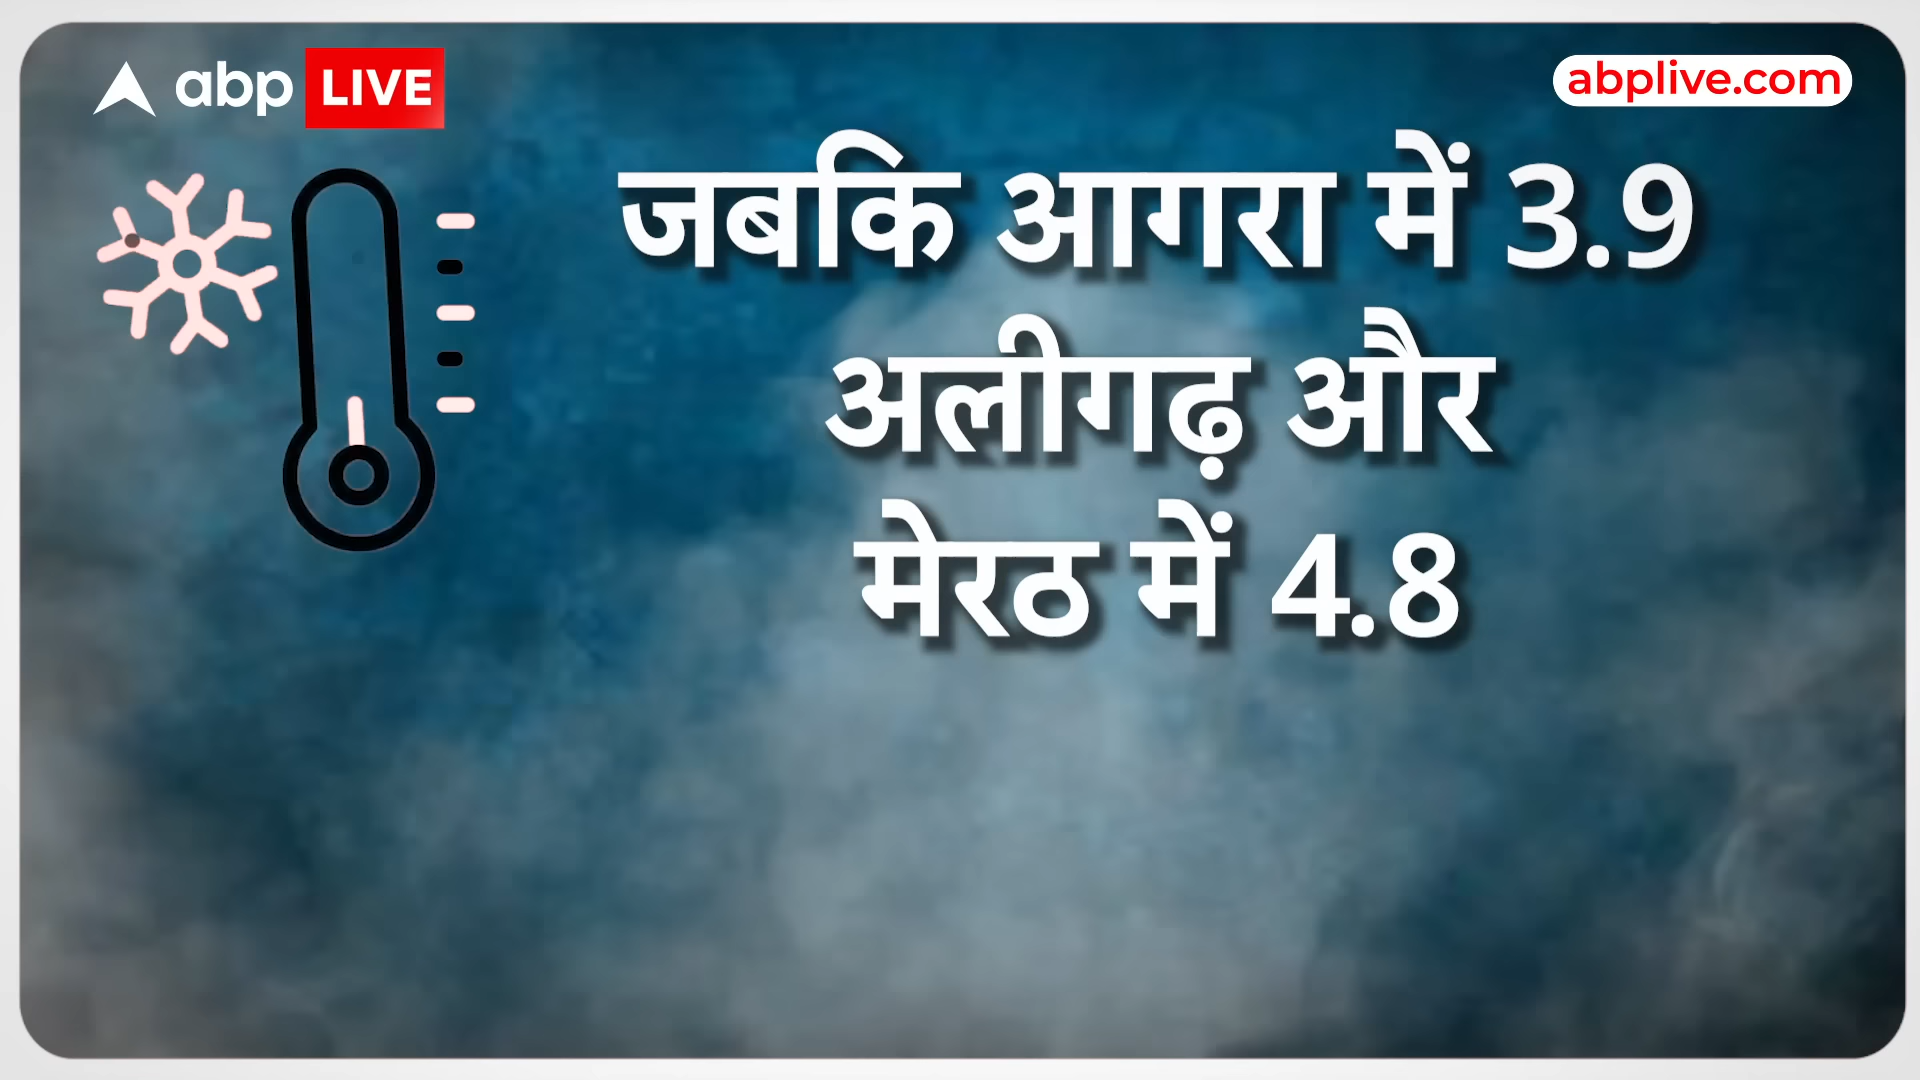 abp LIVE
abplive.com
जबकि आगरा में 3.9
अलीगढ़ और
मेरठ में 4.8